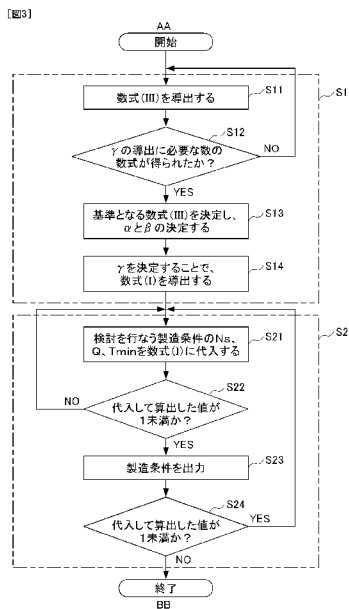 [図3]
AA
開始
S1
数式(III)を導出する
S11
S12
γの導出に必要な数の
数式が得られたか？
NO
YES
基準となる数式(III)を決定し、
αとβの決定する
S13
γを決定することで、
数式(I)を導出する
S14
S2
検討を行なう製造条件のNs、
Q、Tminを数式(I)に代入する
S21
S22
代入して算出した値が
1未満か？
NO
YES
製造条件を出力
S23
S24
代入して算出した値が
1未満か？
YES
NO
終了
BB